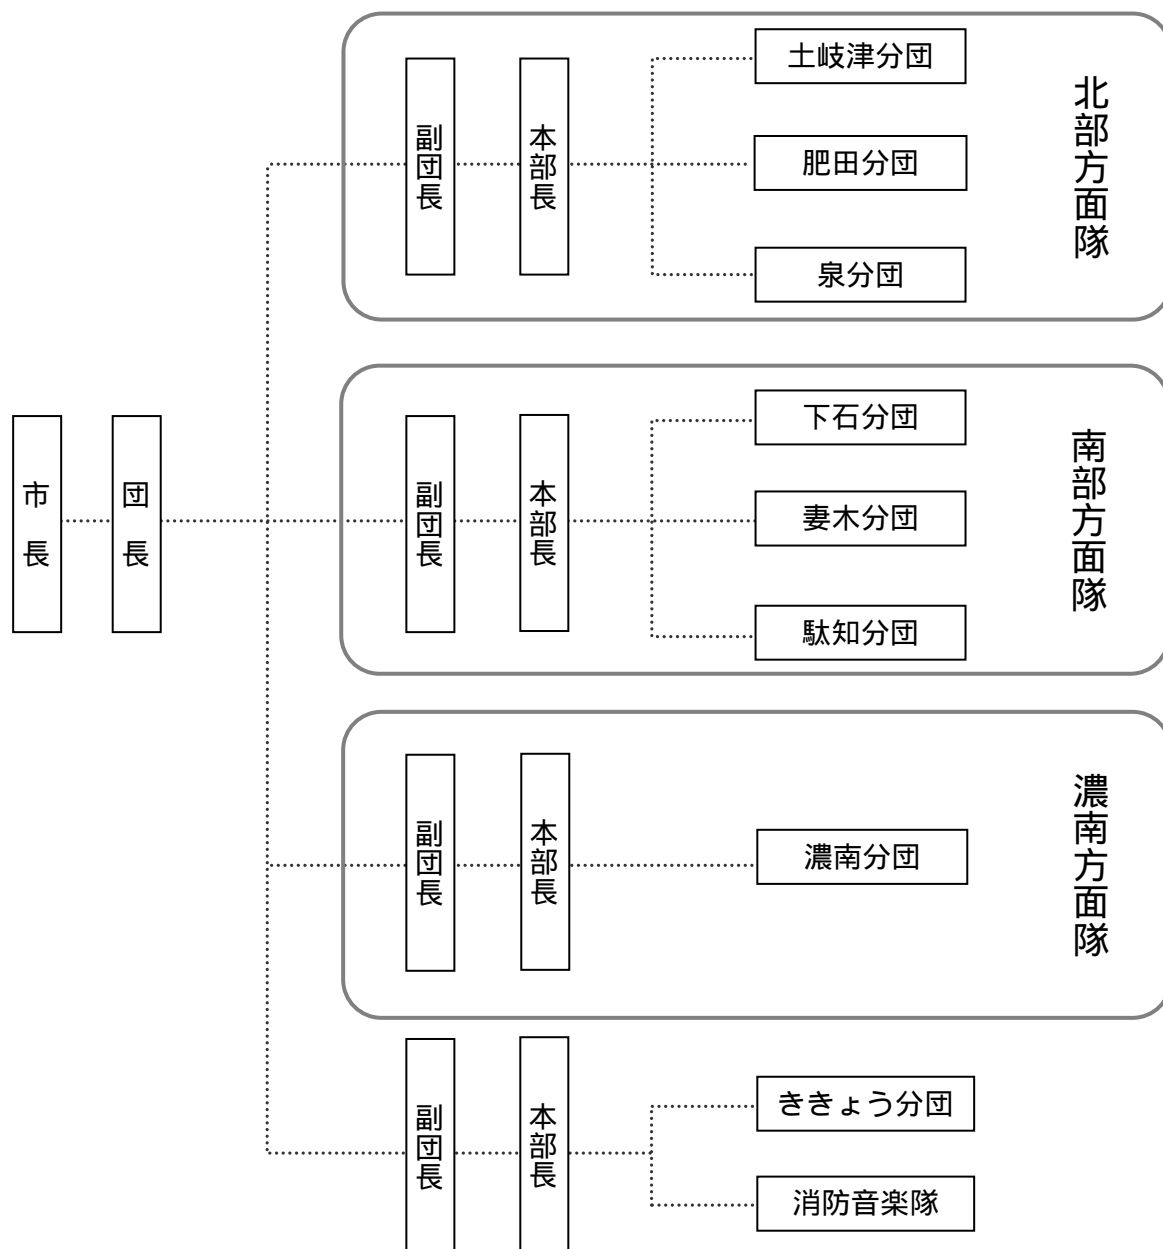 市長
団長
副団長
本部長
土岐津分団
肥田分団
泉分団
北部方面隊
副団長
本部長
下石分団
妻木分団
駄知分団
南部方面隊
副団長
本部長
濃南分団
濃南方面隊
副団長
本部長
ききょう分団
消防音楽隊